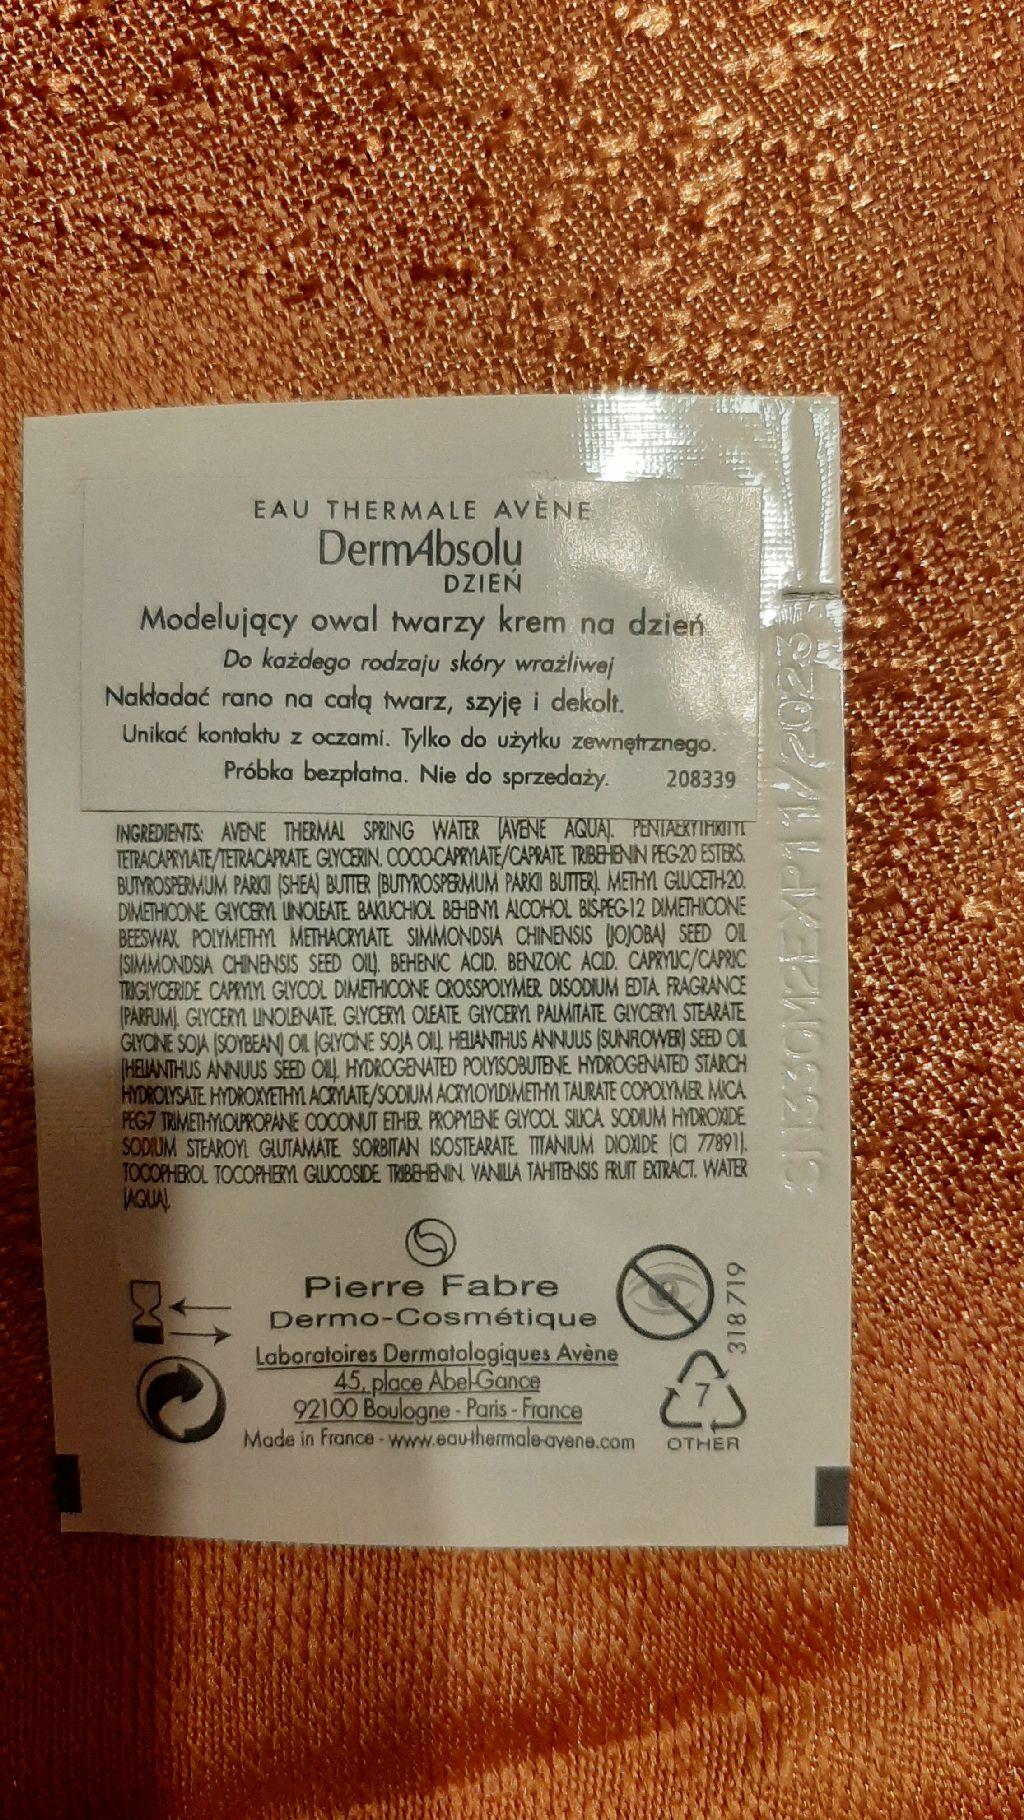 EAU THERMALE AVÈNE
DermAbsolu
DZIEŃ
Modelujący owal twarzy krem na dzień
Do każdego rodzaju skóry wrażliwej
Nakładać rano na całą twarz, szyję i dekolt.
Unikać kontaktu z oczami. Tylko do użytku zewnętrznego.
Próbka bezpłatna. Nie do sprzedaży. 208339
INGREDIENTS: AVENE THERMAL SPRING WATER (AVENE AQUA). PENTAERYTHRITYL
TETRACAPRYLATE/TETRACAPRATE. GLYCERIN. COCO-CAPRYLATE/CAPRATE. TRIBEHENIN PEG-20 ESTERS.
BUTYROSPERMUM PARKII (SHEA) BUTTER (BUTYROSPERMUM PARKII BUTTER). METHYL GLUCETH-20.
DIMETHICONE. GLYCERYL LINOLEATE. BAKUCHIOL. BEHENYL ALCOHOL. BIS-PEG-12 DIMETHICONE
BEESWAX. POLYMETHYL METHACRYLATE. SIMMONDSIA CHINENSIS (JOJOBA) SEED OIL
(SIMMONDSIA CHINENSIS SEED OIL). BEHENIC ACID. BENZOIC ACID. CAPRYLIC/CAPRIC
TRIGLYCERIDE. CAPRYLYL GLYCOL. DIMETHICONE CROSSPOLYMER. DISODIUM EDTA. FRAGRANCE
(PARFUM). GLYCERYL LINOLENATE. GLYCERYL OLEATE. GLYCERYL PALMITATE. GLYCERYL STEARATE.
GLYCINE SOJA (SOYBEAN) OIL (GLYCINE SOJA OIL). HELIANTHUS ANNUUS (SUNFLOWER) SEED OIL
(HELIANTHUS ANNUUS SEED OIL). HYDROGENATED POLYISOBUTENE. HYDROGENATED STARCH
HYDROLYSATE. HYDROXYETHYL ACRYLATE/SODIUM ACRYLOYLDIMETHYL TAURATE COPOLYMER. MICA.
PEG-7 TRIMETHYLOLPROPANE COCONUT ETHER. PROPYLENE GLYCOL. SILICA. SODIUM HYDROXIDE.
SODIUM STEAROYL GLUTAMATE. SORBITAN ISOSTEARATE. TITANIUM DIOXIDE (CI 77891).
TOCOPHEROL. TOCOPHERYL GLUCOSIDE. TRIBEHENIN. VANILLA TAHITENSIS FRUIT EXTRACT. WATER
(AQUA).
Pierre Fabre
Dermo-Cosmétique
Laboratoires Dermatologiques Avène
45, place Abel-Gance
92100 Boulogne - Paris - France
Made in France - www.eau-thermale-avene.com
318719
7
OTHER
EXP11/2023